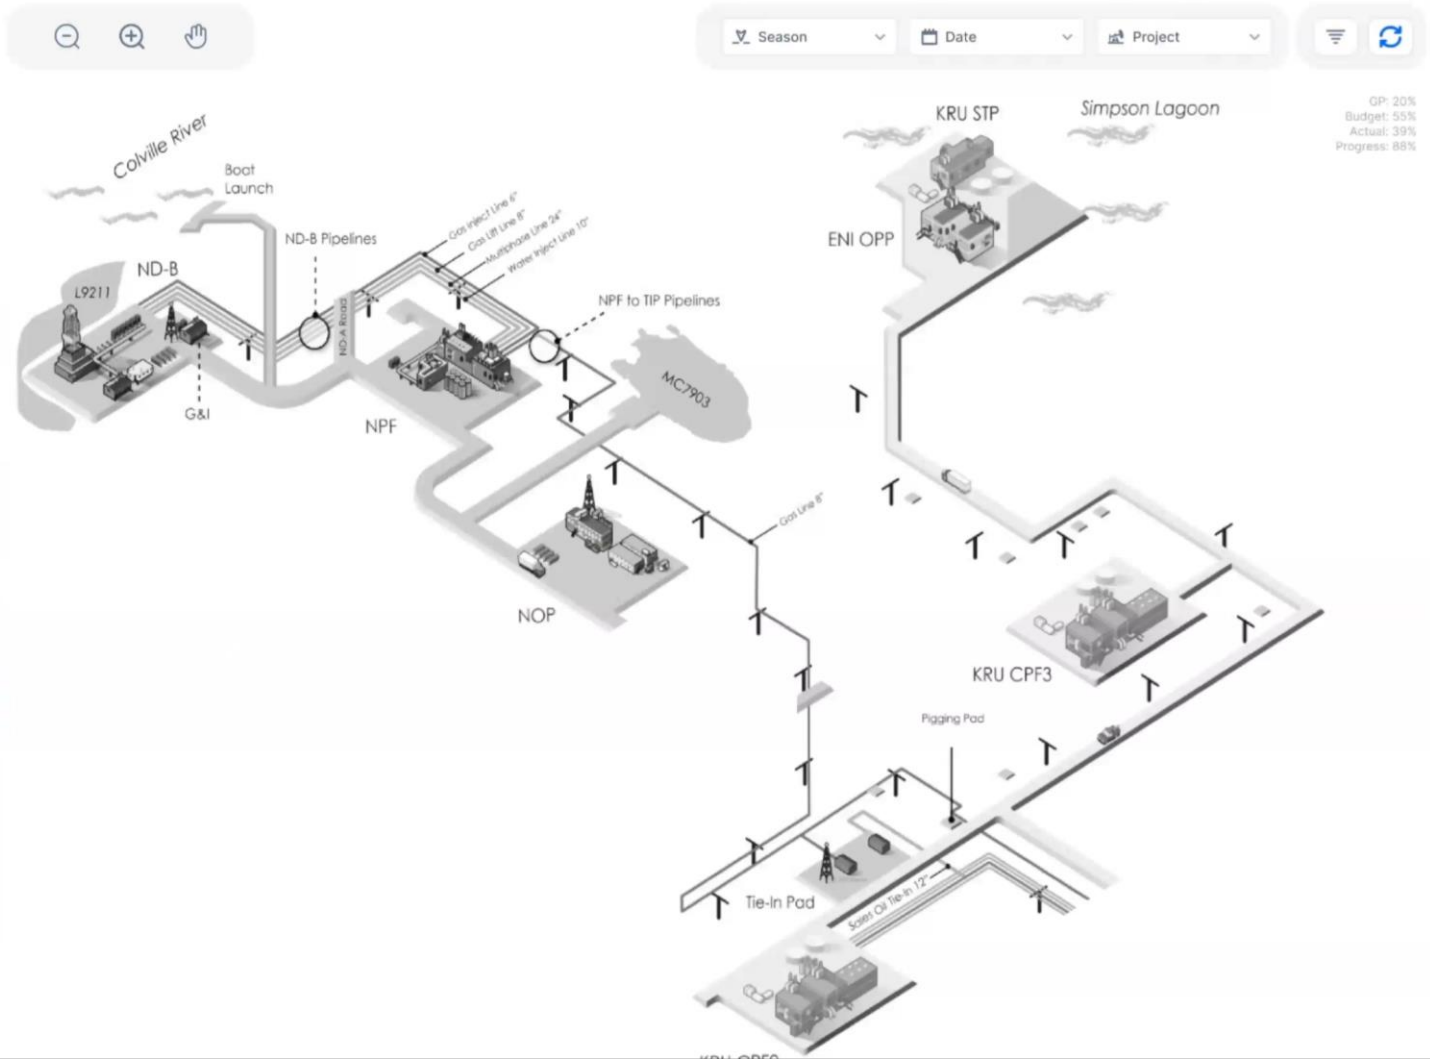 Season
Date
Project
GP: 20%
Budget: 55%
Actual: 39%
Progress: 88%
KRU STP
Simpson Lagoon
Colville River
Boat
Launch
Gas Inject Line 6"
Gas Lift Line 8"
Multiphase Line 24"
Water Inject Line 10"
ND-B Pipelines
ENI OPP
ND-B
L9211
NPF to TIP Pipelines
ND-A Road
MC7903
G&I
NPF
Gas Line 8"
NOP
KRU CPF3
Pigging Pad
Sales Oil Tie-In 12"
Tie-In Pad